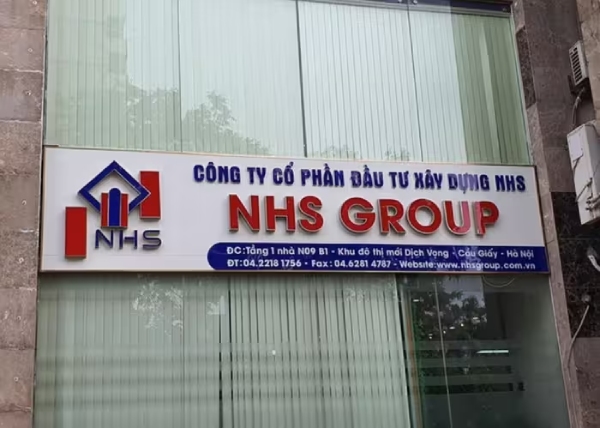 CÔNG TY CỔ PHẦN ĐẦU TƯ XÂY DỰNG NHS
NHS GROUP
NHS
ĐC:Tầng 1 nhà N09 B1 - Khu đô thị mới Dịch Vọng - Cầu Giấy - Hà Nội
ĐT:04.2218 1756 - Fax:04.6281 4787 - Website:www.nhsgroup.com.vn